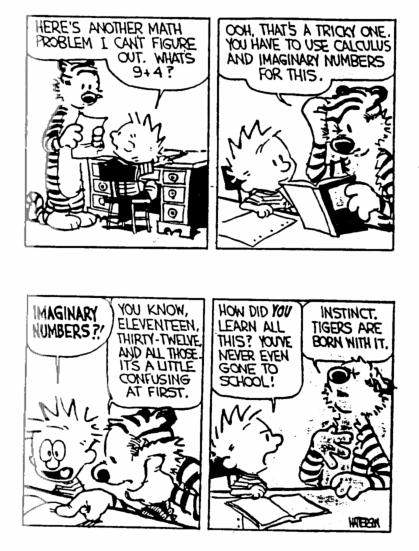 HERE'S ANOTHER MATH
PROBLEM I CAN'T FIGURE
OUT. WHAT'S
9+4?
OOH, THAT'S A TRICKY ONE.
YOU HAVE TO USE CALCULUS
AND IMAGINARY NUMBERS
FOR THIS.
IMAGINARY
NUMBERS?!
YOU KNOW,
ELEVENTEEN,
THIRTY-TWELVE,
AND ALL THOSE.
IT'S A LITTLE
CONFUSING
AT FIRST.
HOW DID YOU
LEARN ALL
THIS? YOU'VE
NEVER EVEN
GONE TO
SCHOOL!
INSTINCT.
TIGERS ARE
BORN WITH IT.
WATTERSON